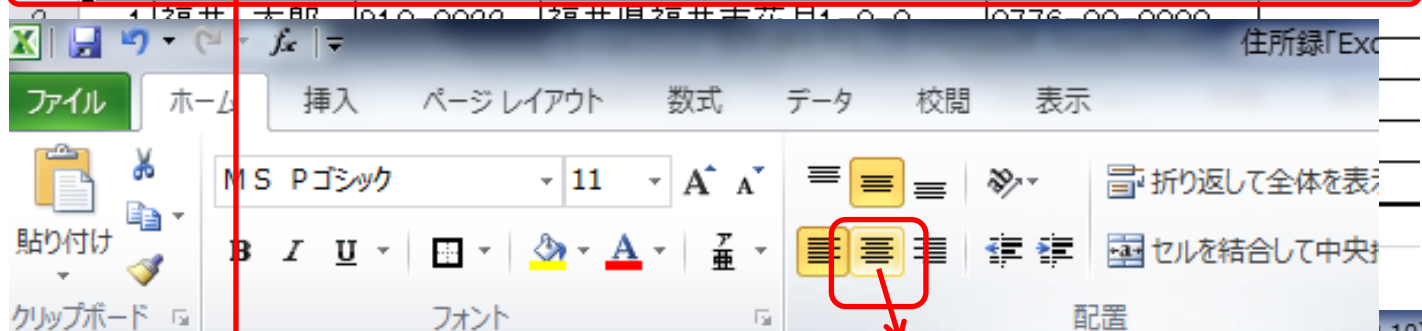 住所録「Exc
ファイル ホーム 挿入 ページ レイアウト 数式 データ 校閲 表示
ＭＳ Ｐゴシック 11 A A 折り返して全体を表
貼り付け B I U A ア亜 セルを結合して中央
クリップボード フォント 配置